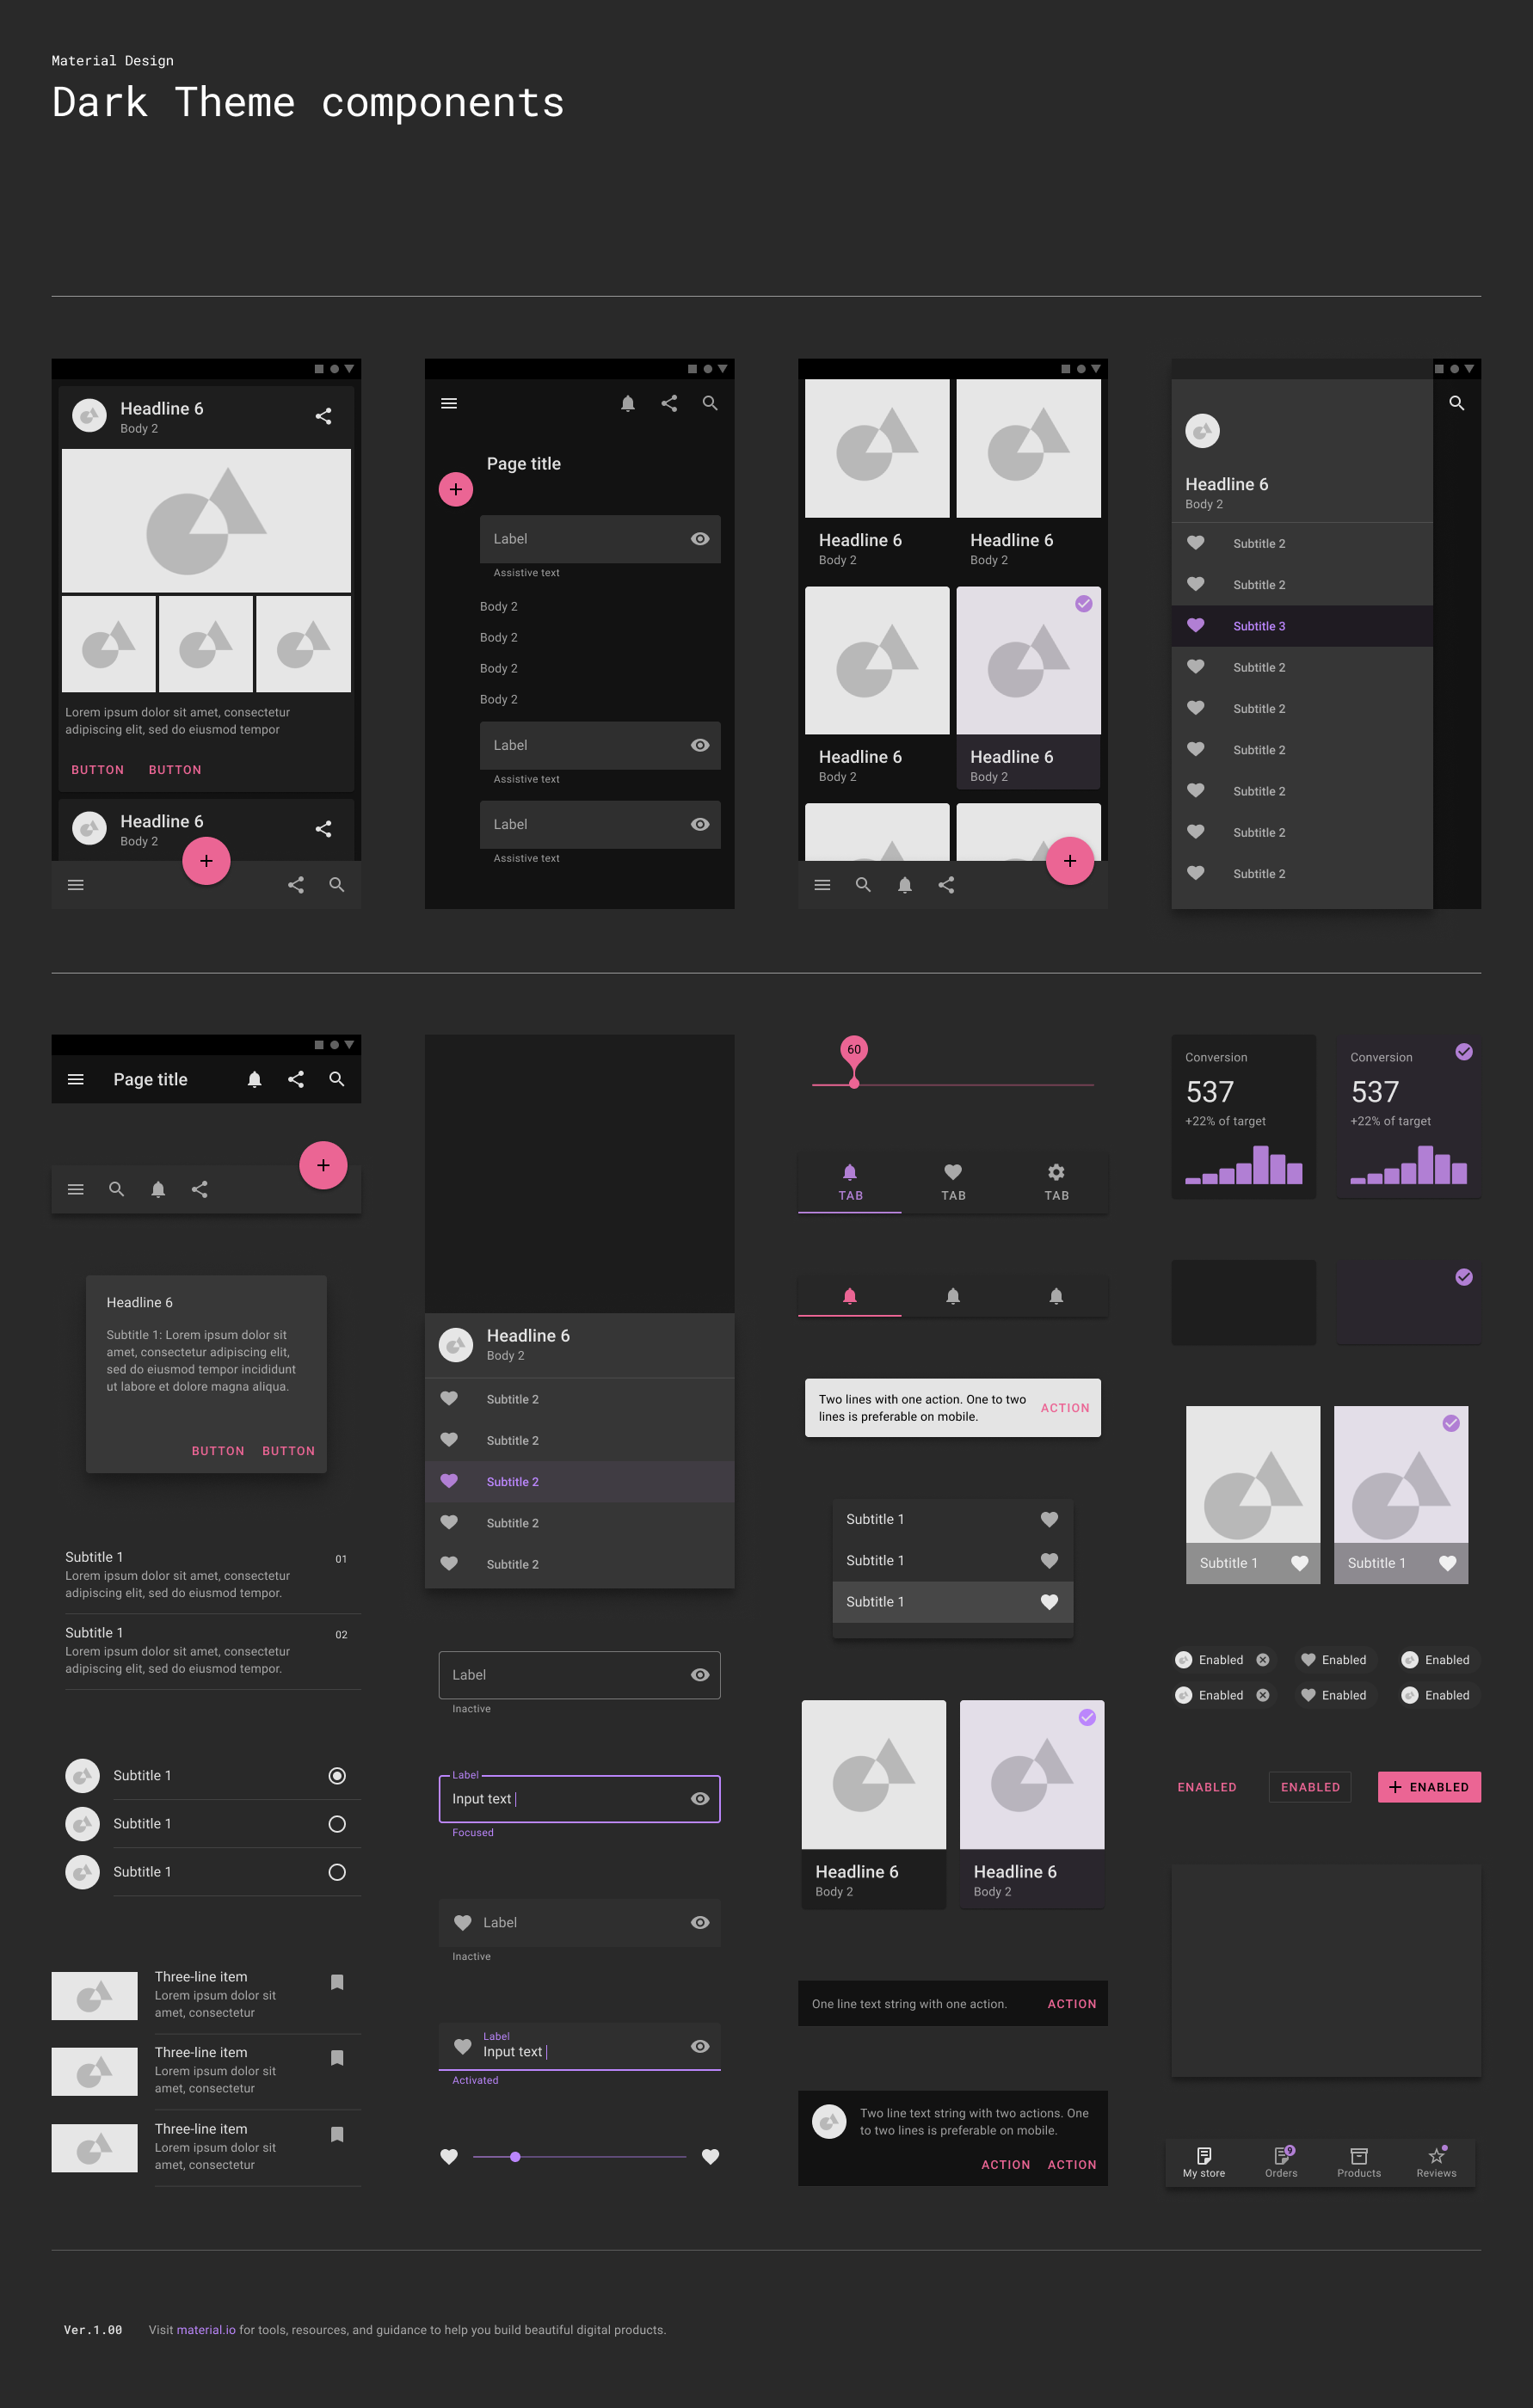 Material Design
Dark Theme components
Headline 6
Body 2
Lorem ipsum dolor sit amet, consectetur
adipiscing elit, sed do eiusmod tempor
BUTTON BUTTON
Headline 6
Body 2
Page title
Label
Assistive text
Body 2
Body 2
Body 2
Body 2
Label
Assistive text
Label
Assistive text
Headline 6 Headline 6
Body 2 Body 2
Headline 6 Headline 6
Body 2 Body 2
Headline 6
Body 2
Subtitle 2
Subtitle 2
Subtitle 3
Subtitle 2
Subtitle 2
Subtitle 2
Subtitle 2
Subtitle 2
Subtitle 2
Page title
Headline 6
Subtitle 1: Lorem ipsum dolor sit
amet, consectetur adipiscing elit,
sed do eiusmod tempor incididunt
ut labore et dolore magna aliqua.
BUTTON BUTTON
Subtitle 1 01
Lorem ipsum dolor sit amet, consectetur
adipiscing elit, sed do eiusmod tempor.
Subtitle 1 02
Lorem ipsum dolor sit amet, consectetur
adipiscing elit, sed do eiusmod tempor.
Subtitle 1
Subtitle 1
Subtitle 1
Three-line item
Lorem ipsum dolor sit
amet, consectetur
Three-line item
Lorem ipsum dolor sit
amet, consectetur
Three-line item
Lorem ipsum dolor sit
amet, consectetur
Headline 6
Body 2
Subtitle 2
Subtitle 2
Subtitle 2
Subtitle 2
Subtitle 2
Label
Inactive
Label
Input text
Focused
Label
Inactive
Label
Input text
Activated
60
TAB TAB TAB
Two lines with one action. One to two
lines is preferable on mobile.
ACTION
Subtitle 1
Subtitle 1
Subtitle 1
Headline 6 Headline 6
Body 2 Body 2
One line text string with one action. ACTION
Two line text string with two actions. One
to two lines is preferable on mobile.
ACTION ACTION
Conversion Conversion
537 537
+22% of target +22% of target
Subtitle 1 Subtitle 1
Enabled Enabled Enabled
Enabled Enabled Enabled
ENABLED ENABLED ENABLED
9
My store Orders Products Reviews
Ver.1.00 Visit material.io for tools, resources, and guidance to help you build beautiful digital products.